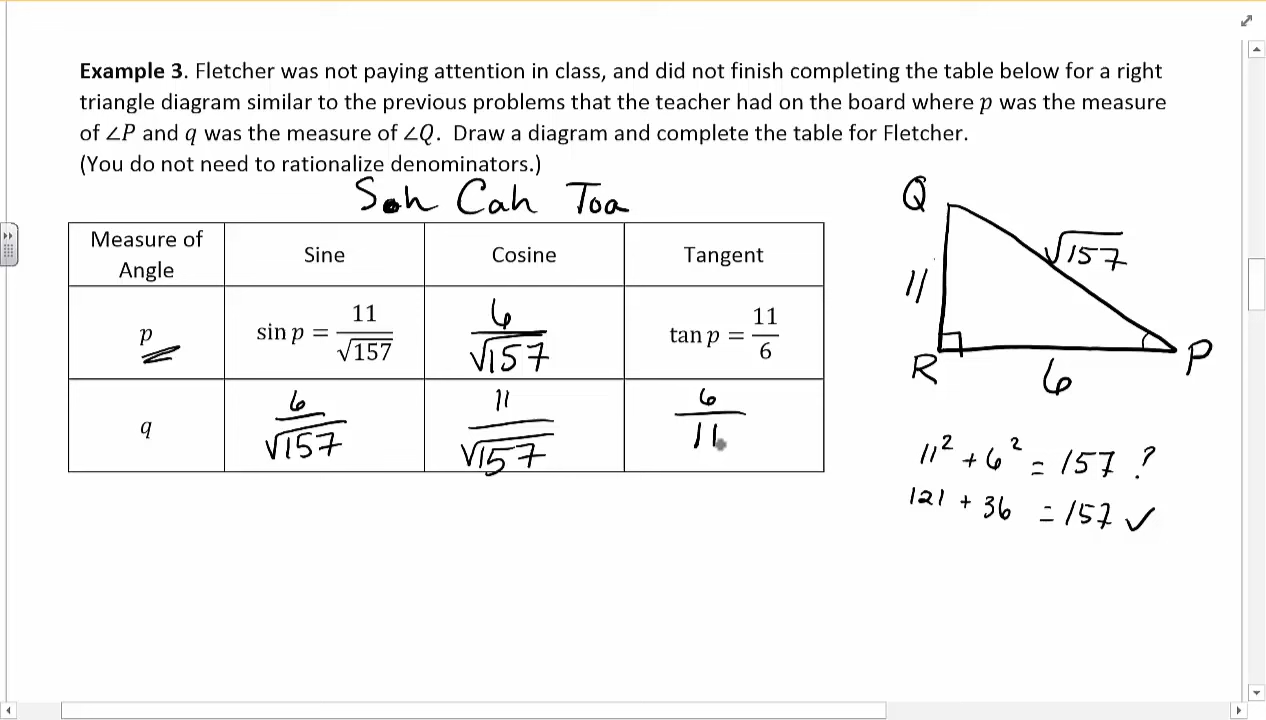 Example 3. Fletcher was not paying attention in class, and did not finish completing the table below for a right
triangle diagram similar to the previous problems that the teacher had on the board where p was the measure
of ∠P and q was the measure of ∠Q. Draw a diagram and complete the table for Fletcher.
(You do not need to rationalize denominators.)
Soh Cah Toa
Measure of Angle | Sine | Cosine | Tangent
p | sin p = 11/√157 | 6/√157 | tan p = 11/6
q | 6/√157 | 11/√157 | 6/11
Q
√157
11
R
6
P
11² + 6² = 157 ?
121 + 36 = 157 ✓